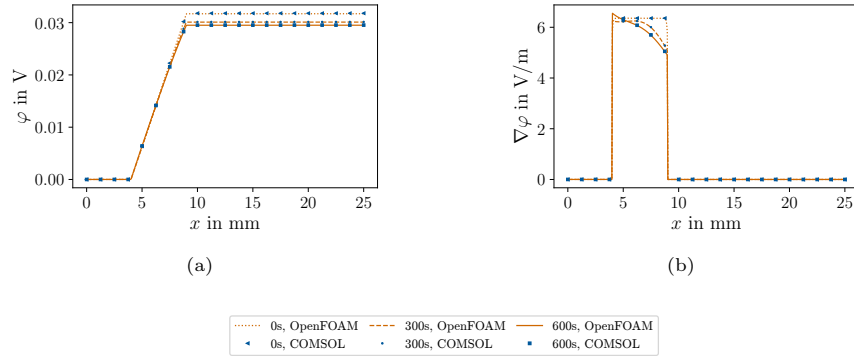 0.03
0.02
0.01
0.00
φ in V
0 5 10 15 20 25
x in mm
(a)
6
4
2
0
∇φ in V/m
0 5 10 15 20 25
x in mm
(b)
0s, OpenFOAM 300s, OpenFOAM 600s, OpenFOAM
0s, COMSOL 300s, COMSOL 600s, COMSOL